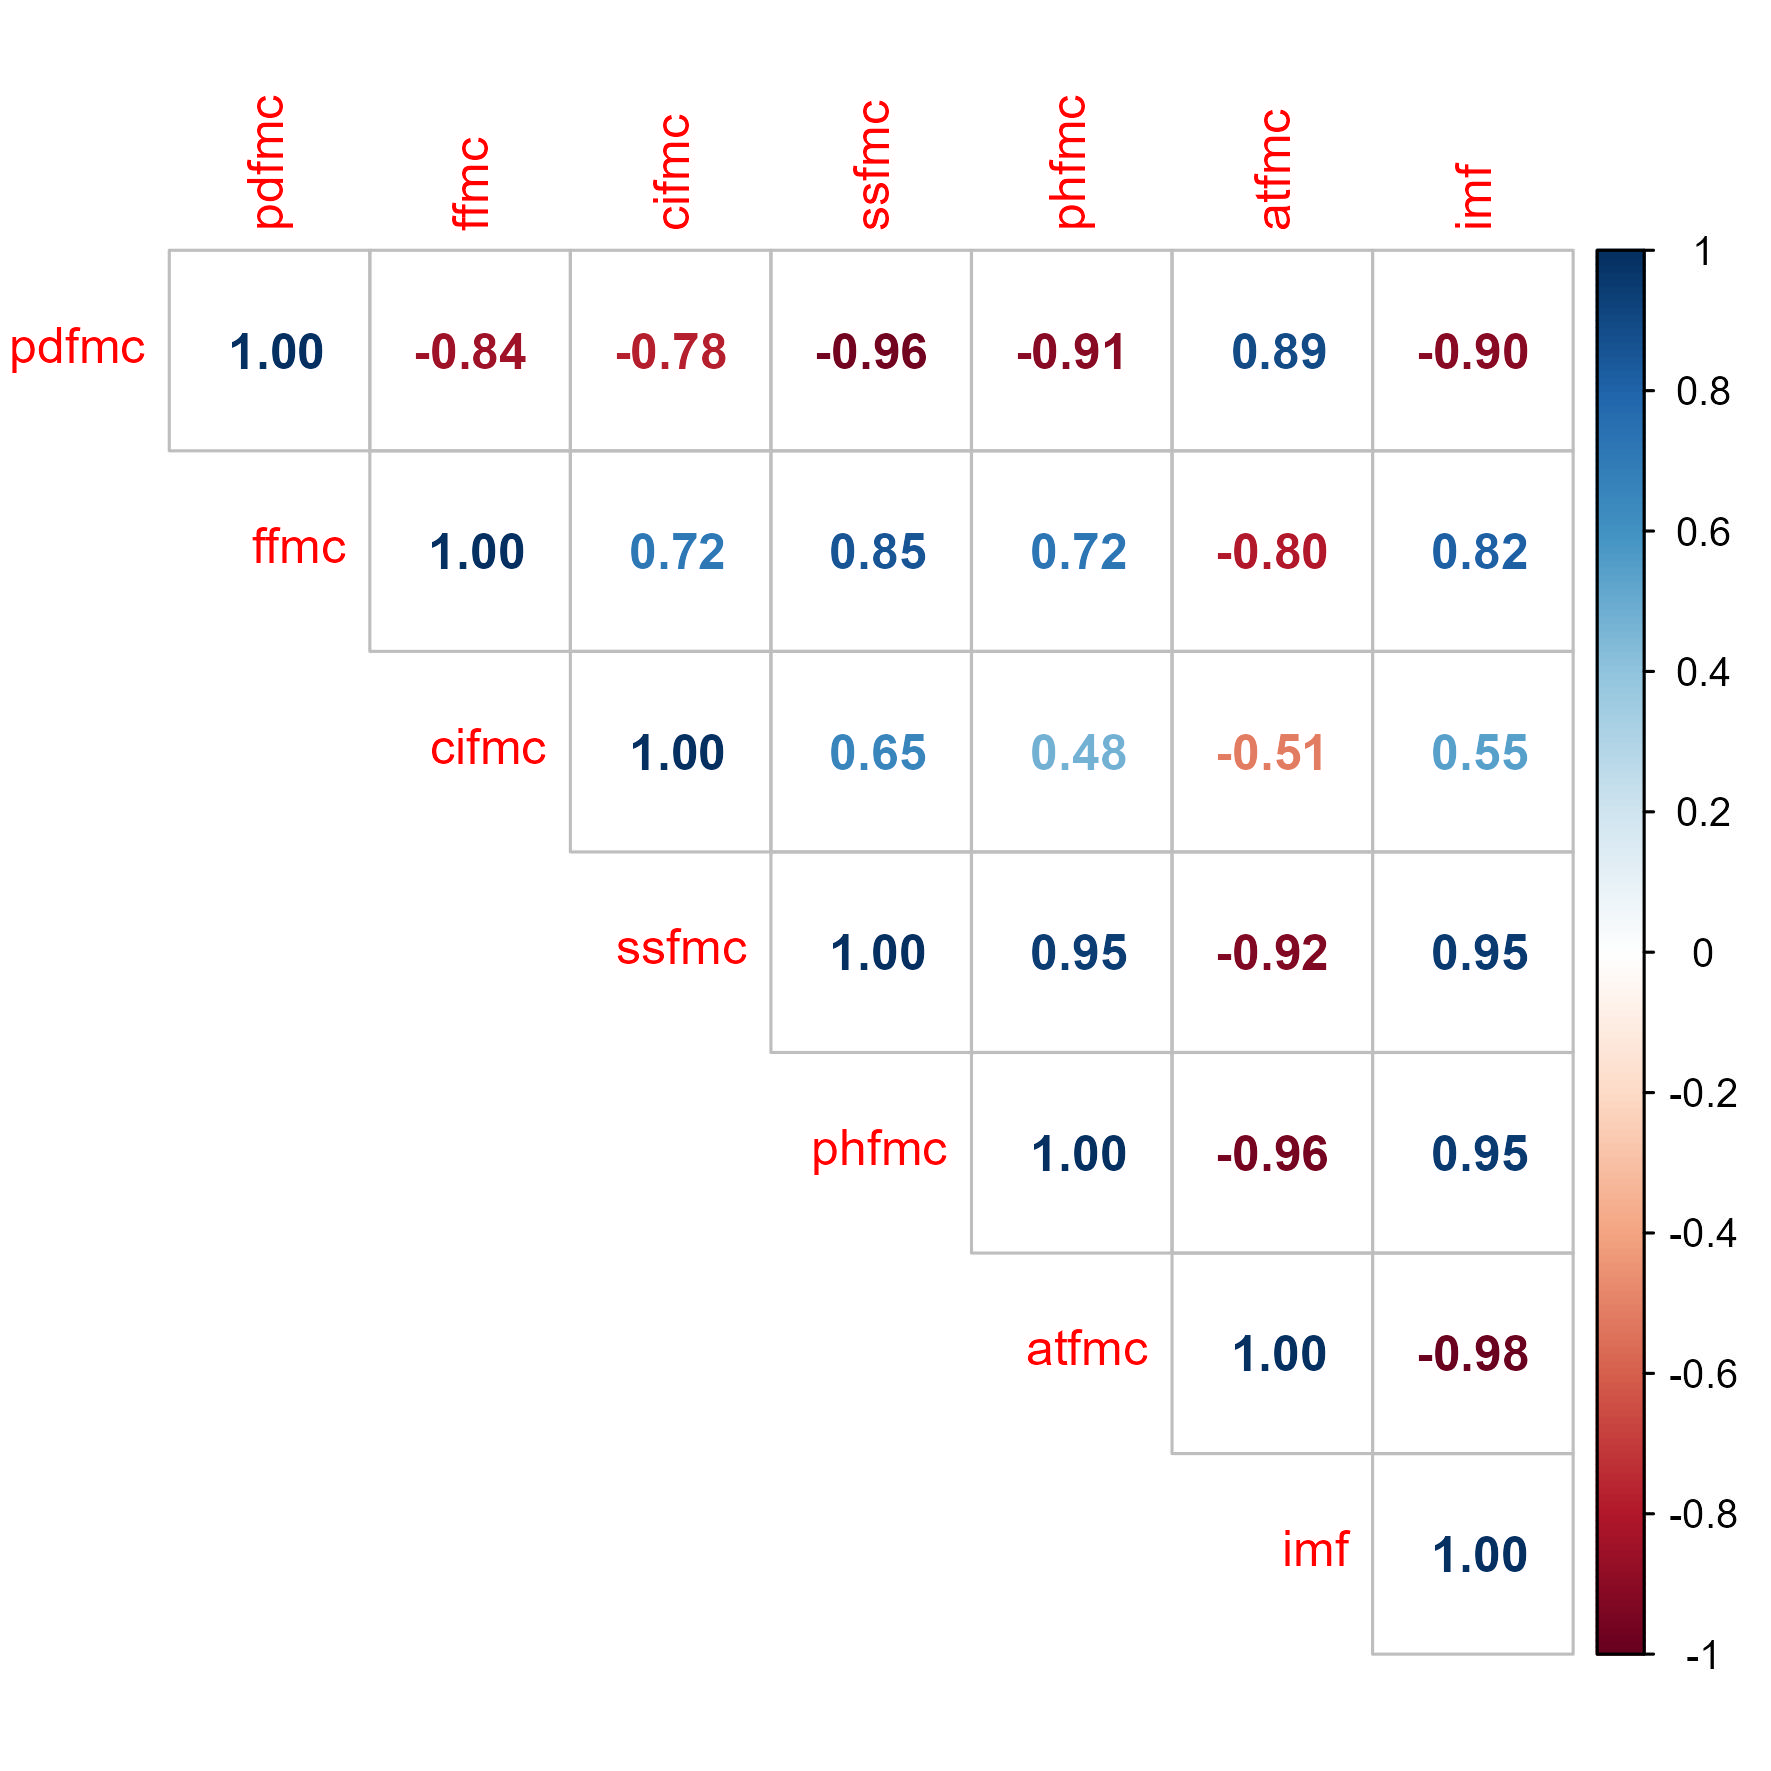 pdfmc ffmc cifmc ssfmc phfmc atfmc imf
1
pdfmc 1.00 -0.84 -0.78 -0.96 -0.91 0.89 -0.90
0.8
ffmc 1.00 0.72 0.85 0.72 -0.80 0.82
0.6
0.4
cifmc 1.00 0.65 0.48 -0.51 0.55
0.2
ssfmc 1.00 0.95 -0.92 0.95
0
-0.2
phfmc 1.00 -0.96 0.95
-0.4
atfmc 1.00 -0.98
-0.6
-0.8
imf 1.00
-1